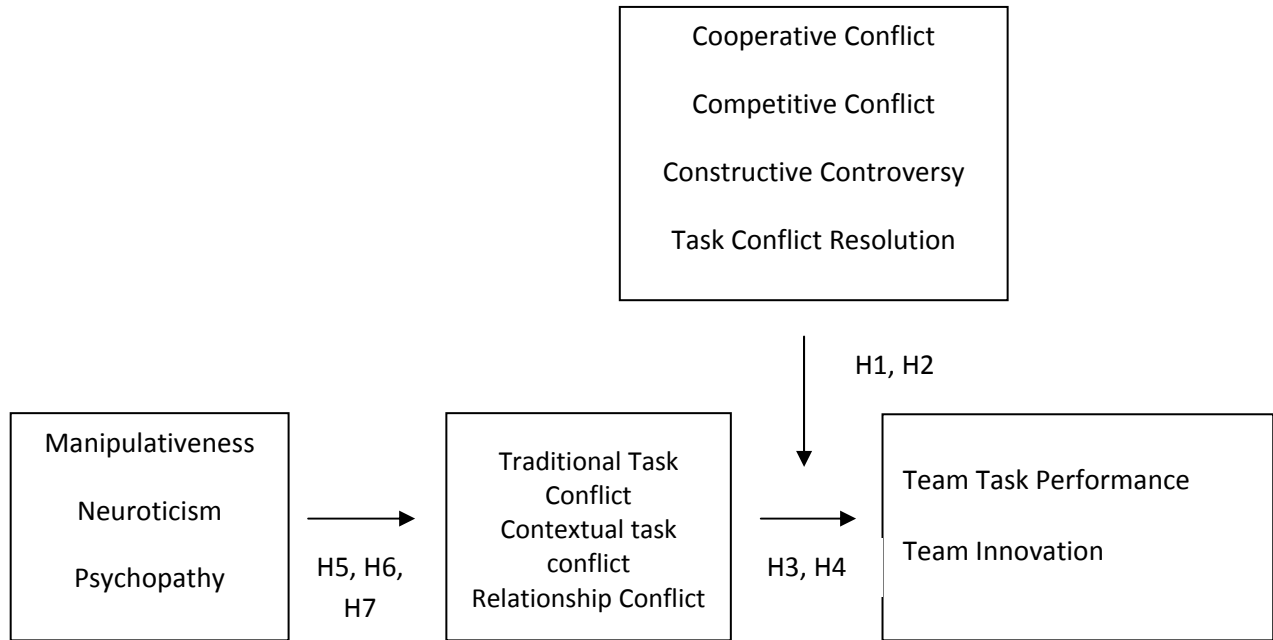 Cooperative Conflict
Competitive Conflict
Constructive Controversy
Task Conflict Resolution
H1, H2
Manipulativeness
Neuroticism
Psychopathy
H5, H6,
H7
Traditional Task
Conflict
Contextual task
conflict
Relationship Conflict
H3, H4
Team Task Performance
Team Innovation